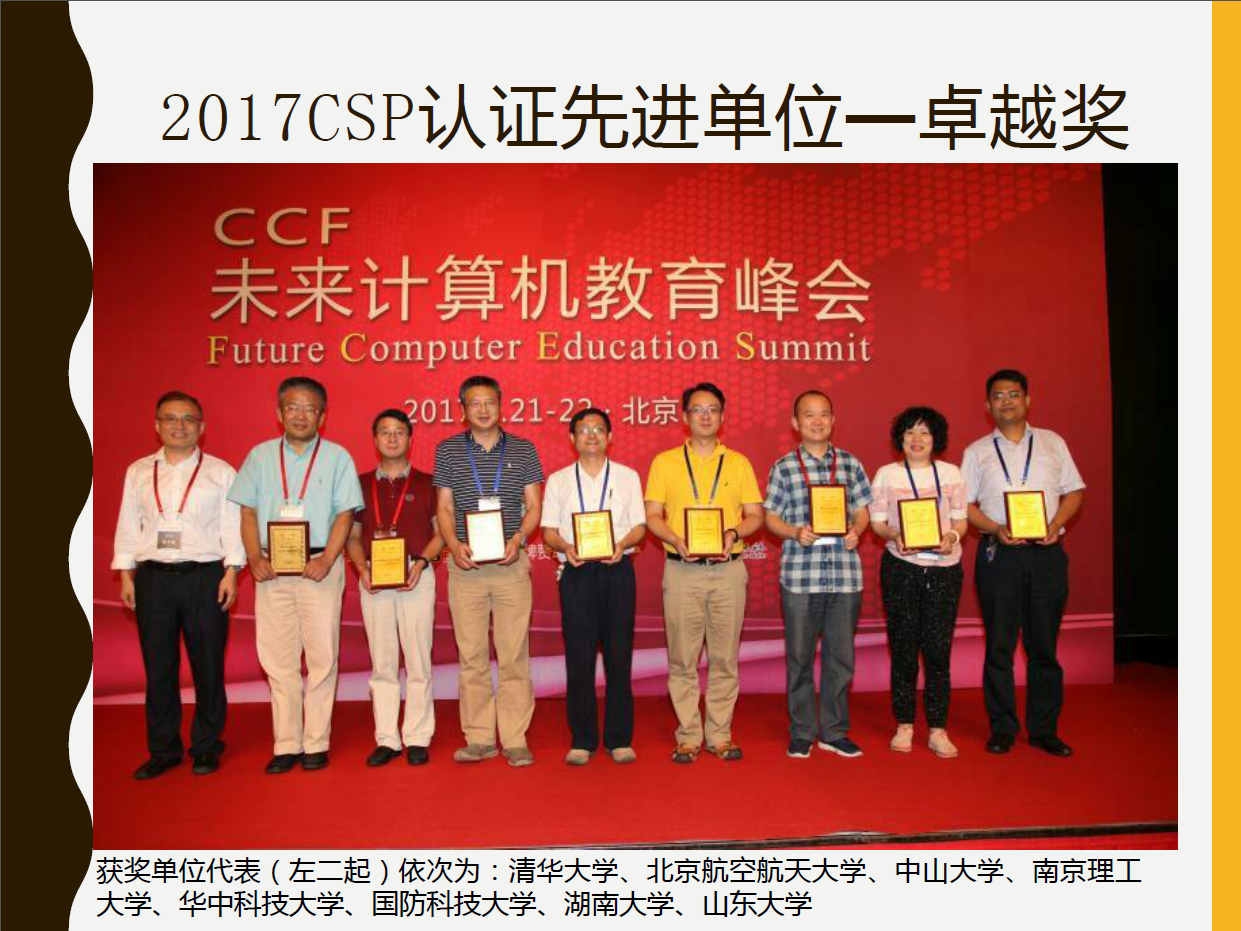 2017CSP认证先进单位—卓越奖
CCF
未来计算机教育峰会
Future Computer Education Summit
2017 .21-23 · 北京
获奖单位代表（左二起）依次为：清华大学、北京航空航天大学、中山大学、南京理工
大学、华中科技大学、国防科技大学、湖南大学、山东大学